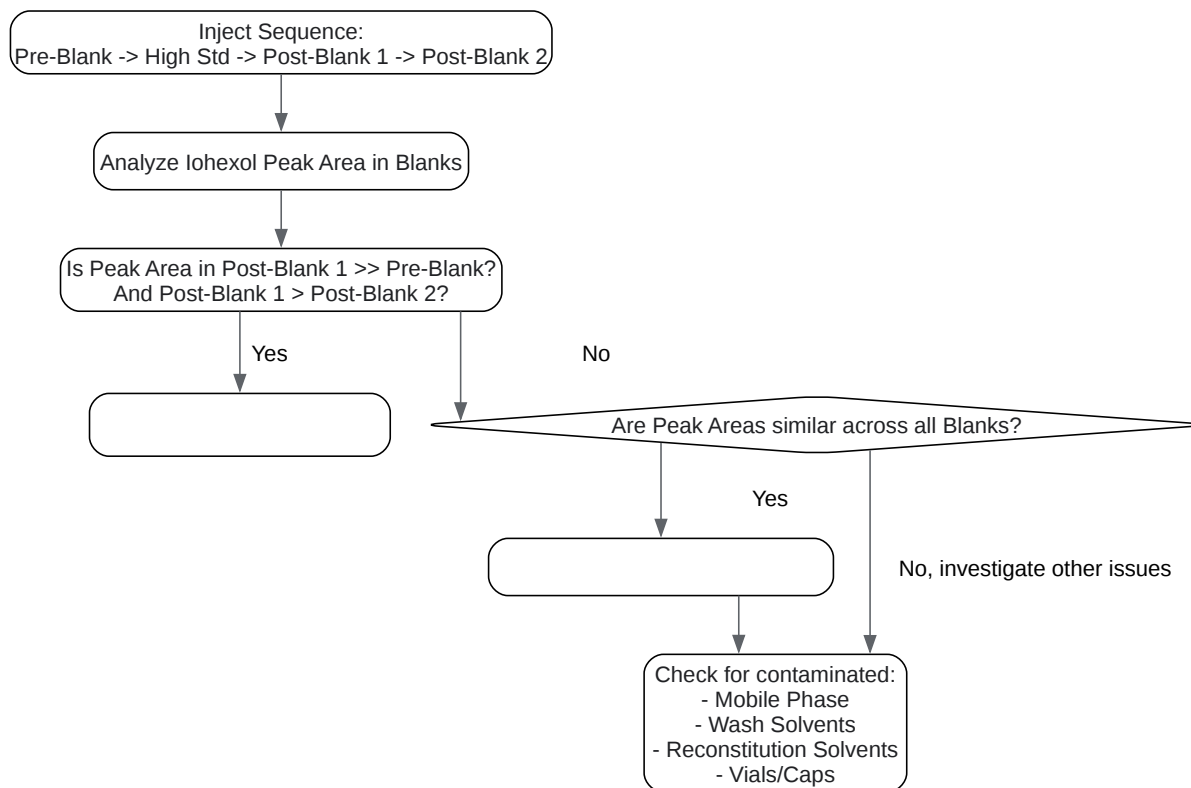 Inject Sequence:
Pre-Blank -> High Std -> Post-Blank 1 -> Post-Blank 2
Analyze Iohexol Peak Area in Blanks
Is Peak Area in Post-Blank 1 >> Pre-Blank?
And Post-Blank 1 > Post-Blank 2?
Yes
No
Are Peak Areas similar across all Blanks?
Yes
No, investigate other issues
Check for contaminated:
- Mobile Phase
- Wash Solvents
- Reconstitution Solvents
- Vials/Caps